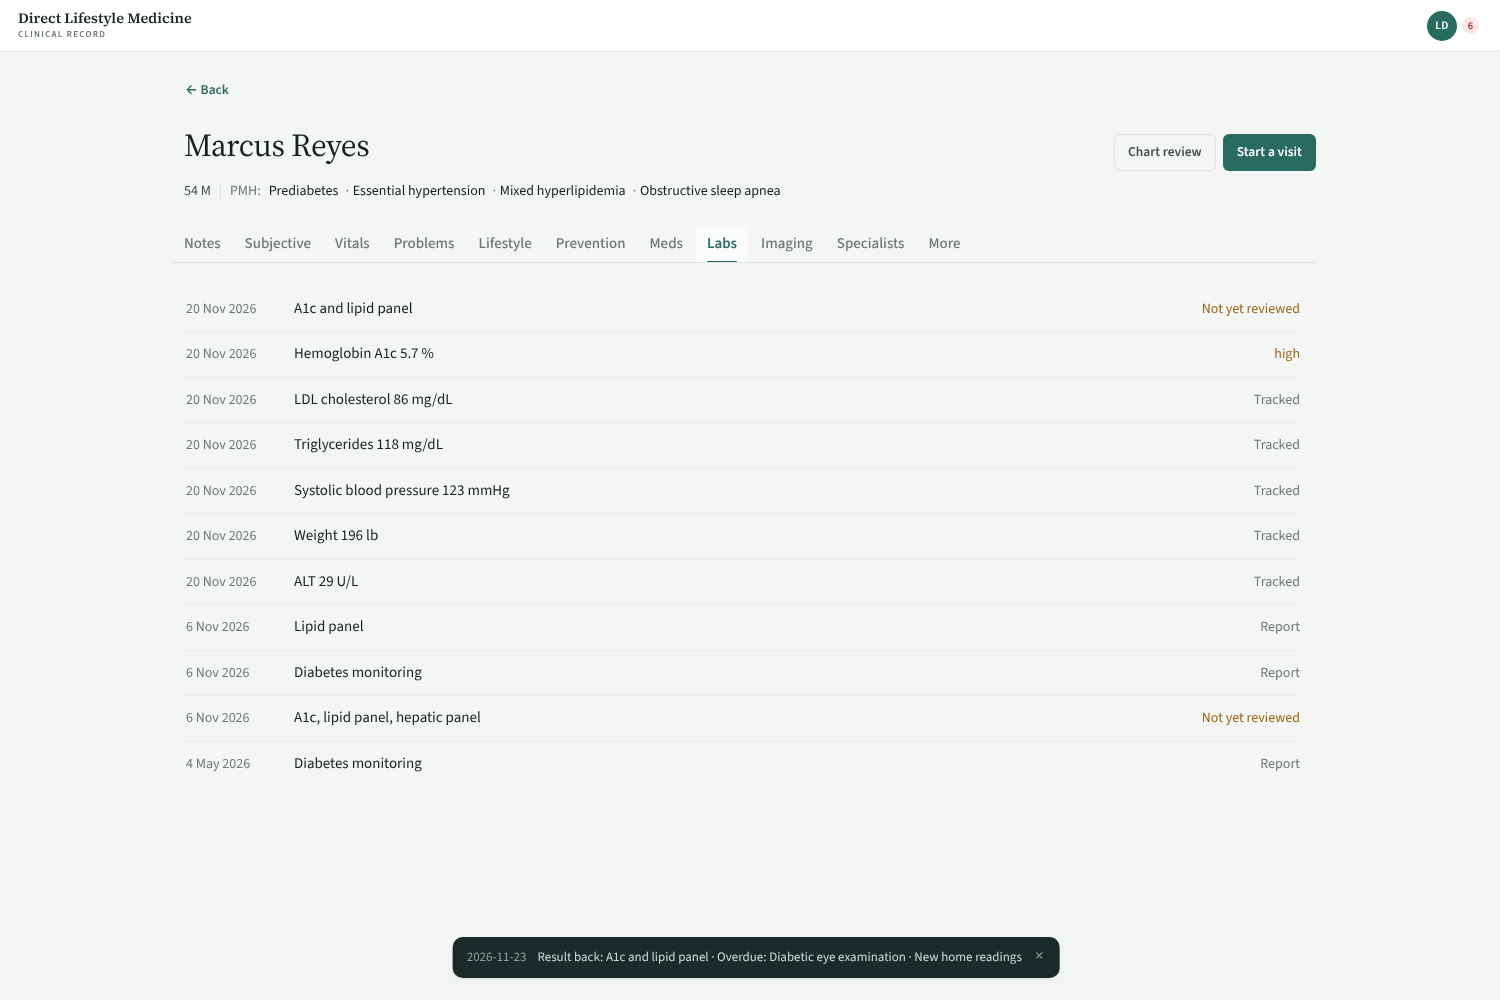 Direct Lifestyle Medicine
CLINICAL RECORD
LD 6
← Back
Marcus Reyes
Chart review
Start a visit
54 M | PMH: Prediabetes · Essential hypertension · Mixed hyperlipidemia · Obstructive sleep apnea
Notes Subjective Vitals Problems Lifestyle Prevention Meds Labs Imaging Specialists More
20 Nov 2026 A1c and lipid panel Not yet reviewed
20 Nov 2026 Hemoglobin A1c 5.7 % high
20 Nov 2026 LDL cholesterol 86 mg/dL Tracked
20 Nov 2026 Triglycerides 118 mg/dL Tracked
20 Nov 2026 Systolic blood pressure 123 mmHg Tracked
20 Nov 2026 Weight 196 lb Tracked
20 Nov 2026 ALT 29 U/L Tracked
6 Nov 2026 Lipid panel Report
6 Nov 2026 Diabetes monitoring Report
6 Nov 2026 A1c, lipid panel, hepatic panel Not yet reviewed
4 May 2026 Diabetes monitoring Report
2026-11-23 Result back: A1c and lipid panel · Overdue: Diabetic eye examination · New home readings ×